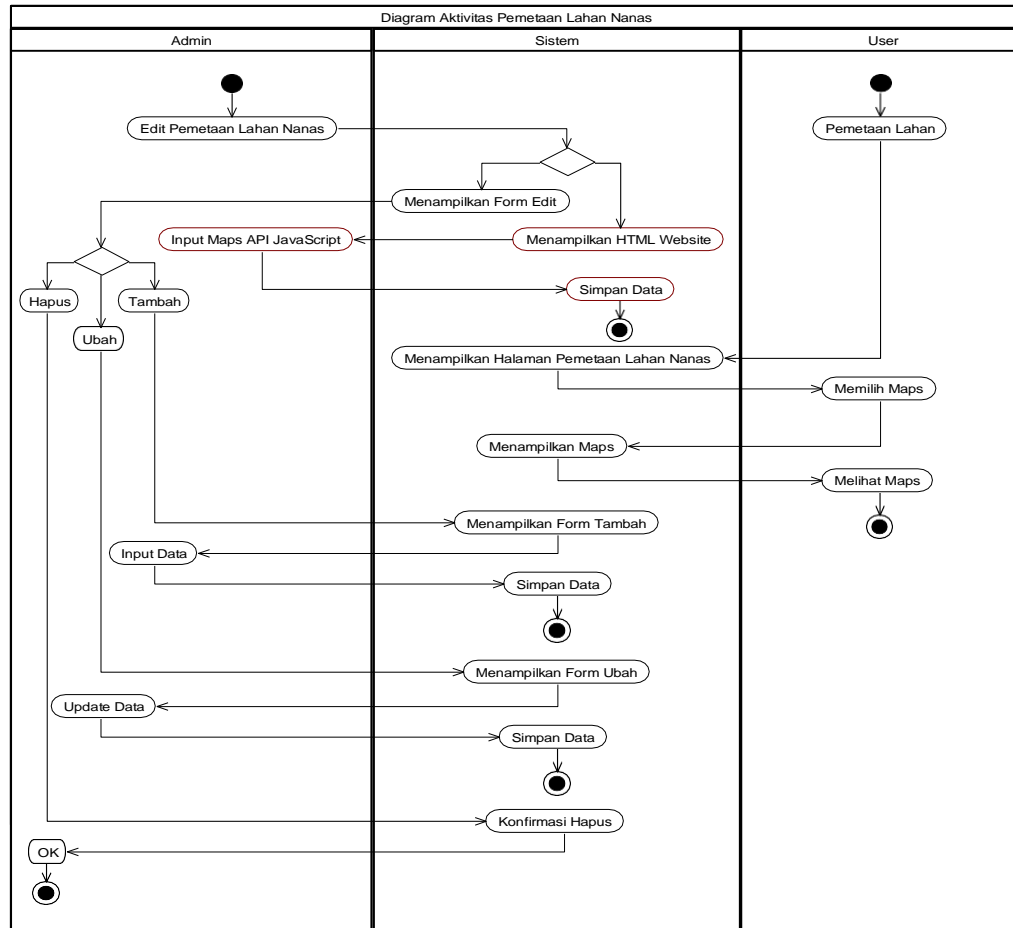 Diagram Aktivitas Pemetaan Lahan Nanas
Admin
Sistem
User
Edit Pemetaan Lahan Nanas
Pemetaan Lahan
Menampilkan Form Edit
Input Maps API JavaScript
Menampilkan HTML Website
Hapus
Tambah
Simpan Data
Ubah
Menampilkan Halaman Pemetaan Lahan Nanas
Memilih Maps
Menampilkan Maps
Melihat Maps
Menampilkan Form Tambah
Input Data
Simpan Data
Menampilkan Form Ubah
Update Data
Simpan Data
Konfirmasi Hapus
OK